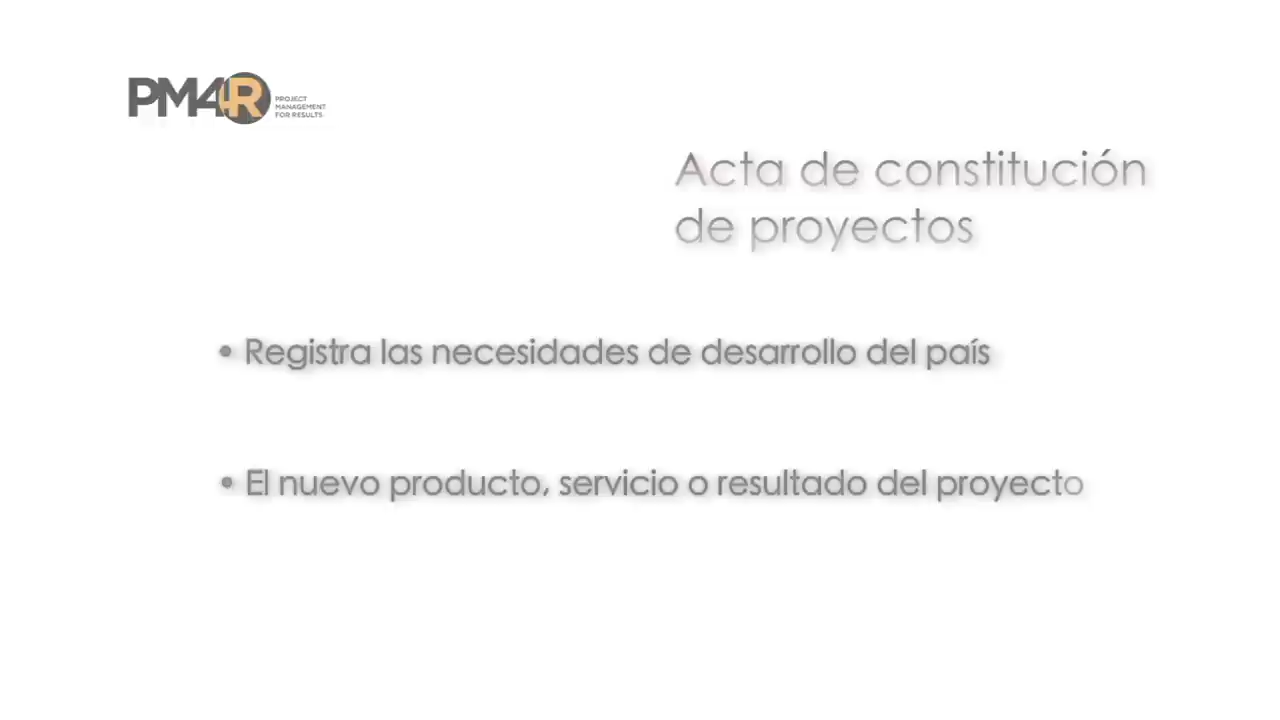 PM4R
PROJECT
MANAGEMENT
FOR RESULTS
Acta de constitución
de proyectos
• Registra las necesidades de desarrollo del país
• El nuevo producto, servicio o resultado del proyecto